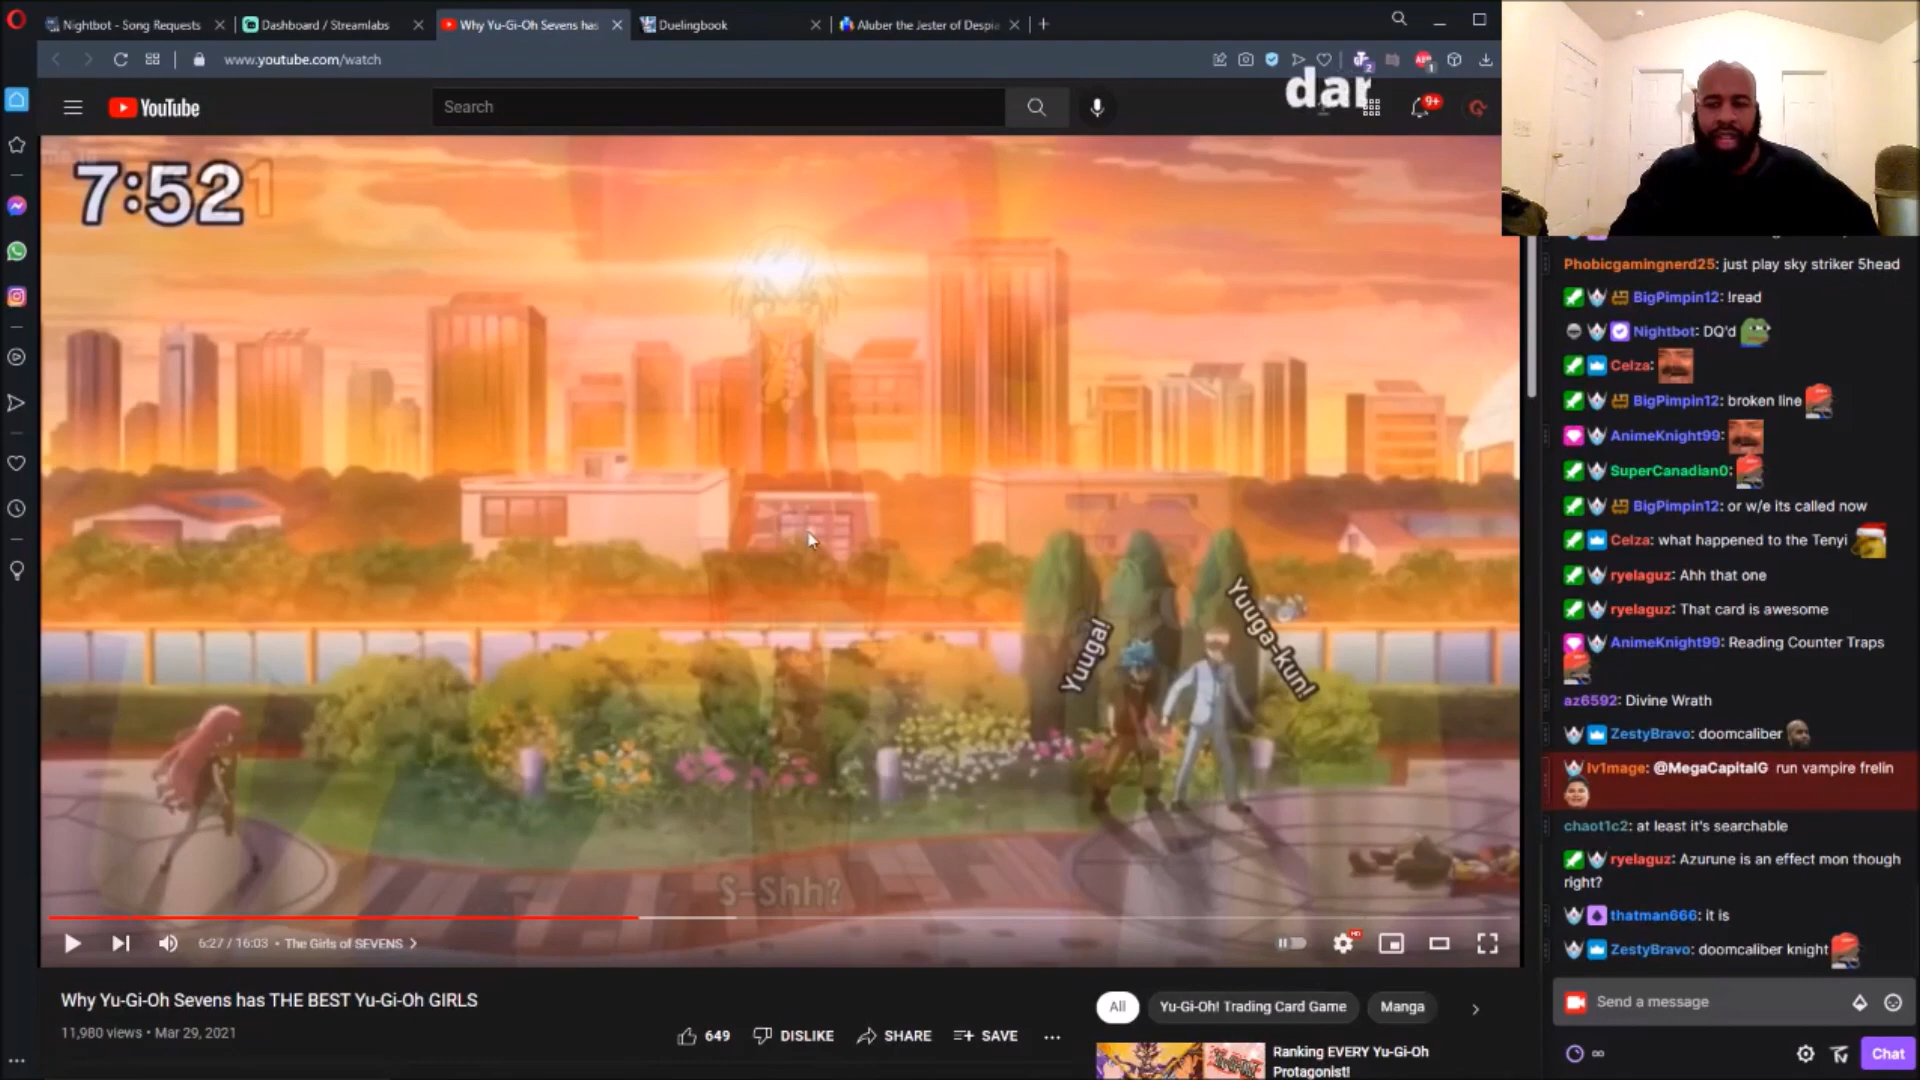 Nightbot - Song Requests
Dashboard / Streamlabs
Why Yu-Gi-Oh Sevens has
Duelingbook
Aluber the Jester of Despia
www.youtube.com/watch
YouTube
Search
dar
9+
7:52
Yuuga!
Yuuga-kun!
S-Shh?
6:27 / 16:03 • The Girls of SEVENS
HD
Why Yu-Gi-Oh Sevens has THE BEST Yu-Gi-Oh GIRLS
11,980 views • Mar 29, 2021
649
DISLIKE
SHARE
SAVE
All
Yu-Gi-Oh! Trading Card Game
Manga
Ranking EVERY Yu-Gi-Oh
Protagonist!
Phobicgamingnerd25: just play sky striker 5head
BigPimpin12: !read
Nightbot: DQ'd
Celza:
BigPimpin12: broken line
AnimeKnight99:
SuperCanadian0:
BigPimpin12: or w/e its called now
Celza: what happened to the Tenyi
ryelaguz: Ahh that one
ryelaguz: That card is awesome
AnimeKnight99: Reading Counter Traps
az6592: Divine Wrath
ZestyBravo: doomcaliber
lv1mage: @MegaCapitalG run vampire frelin
chaot1c2: at least it's searchable
ryelaguz: Azurune is an effect mon though
right?
thatman666: it is
ZestyBravo: doomcaliber knight
Send a message
Chat